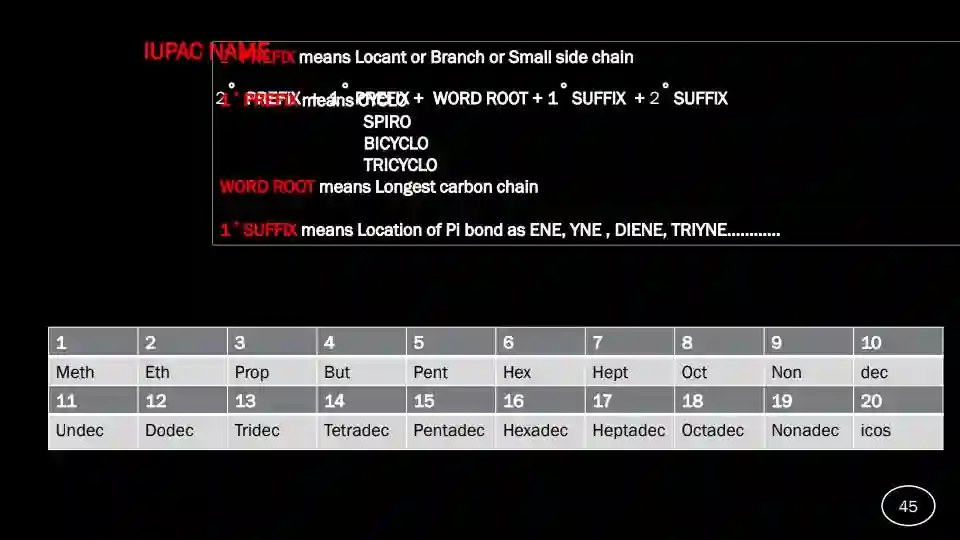 IUPAC NAME
2° PREFIX means Locant or Branch or Small side chain
2° PREFIX + 1° PREFIX + WORD ROOT + 1° SUFFIX + 2° SUFFIX
1° PREFIX means CYCLO
SPIRO
BICYCLO
TRICYCLO
WORD ROOT means Longest carbon chain
1° SUFFIX means Location of Pi bond as ENE, YNE , DIENE, TRIYNE............
1 2 3 4 5 6 7 8 9 10
Meth Eth Prop But Pent Hex Hept Oct Non dec
11 12 13 14 15 16 17 18 19 20
Undec Dodec Tridec Tetradec Pentadec Hexadec Heptadec Octadec Nonadec icos
45